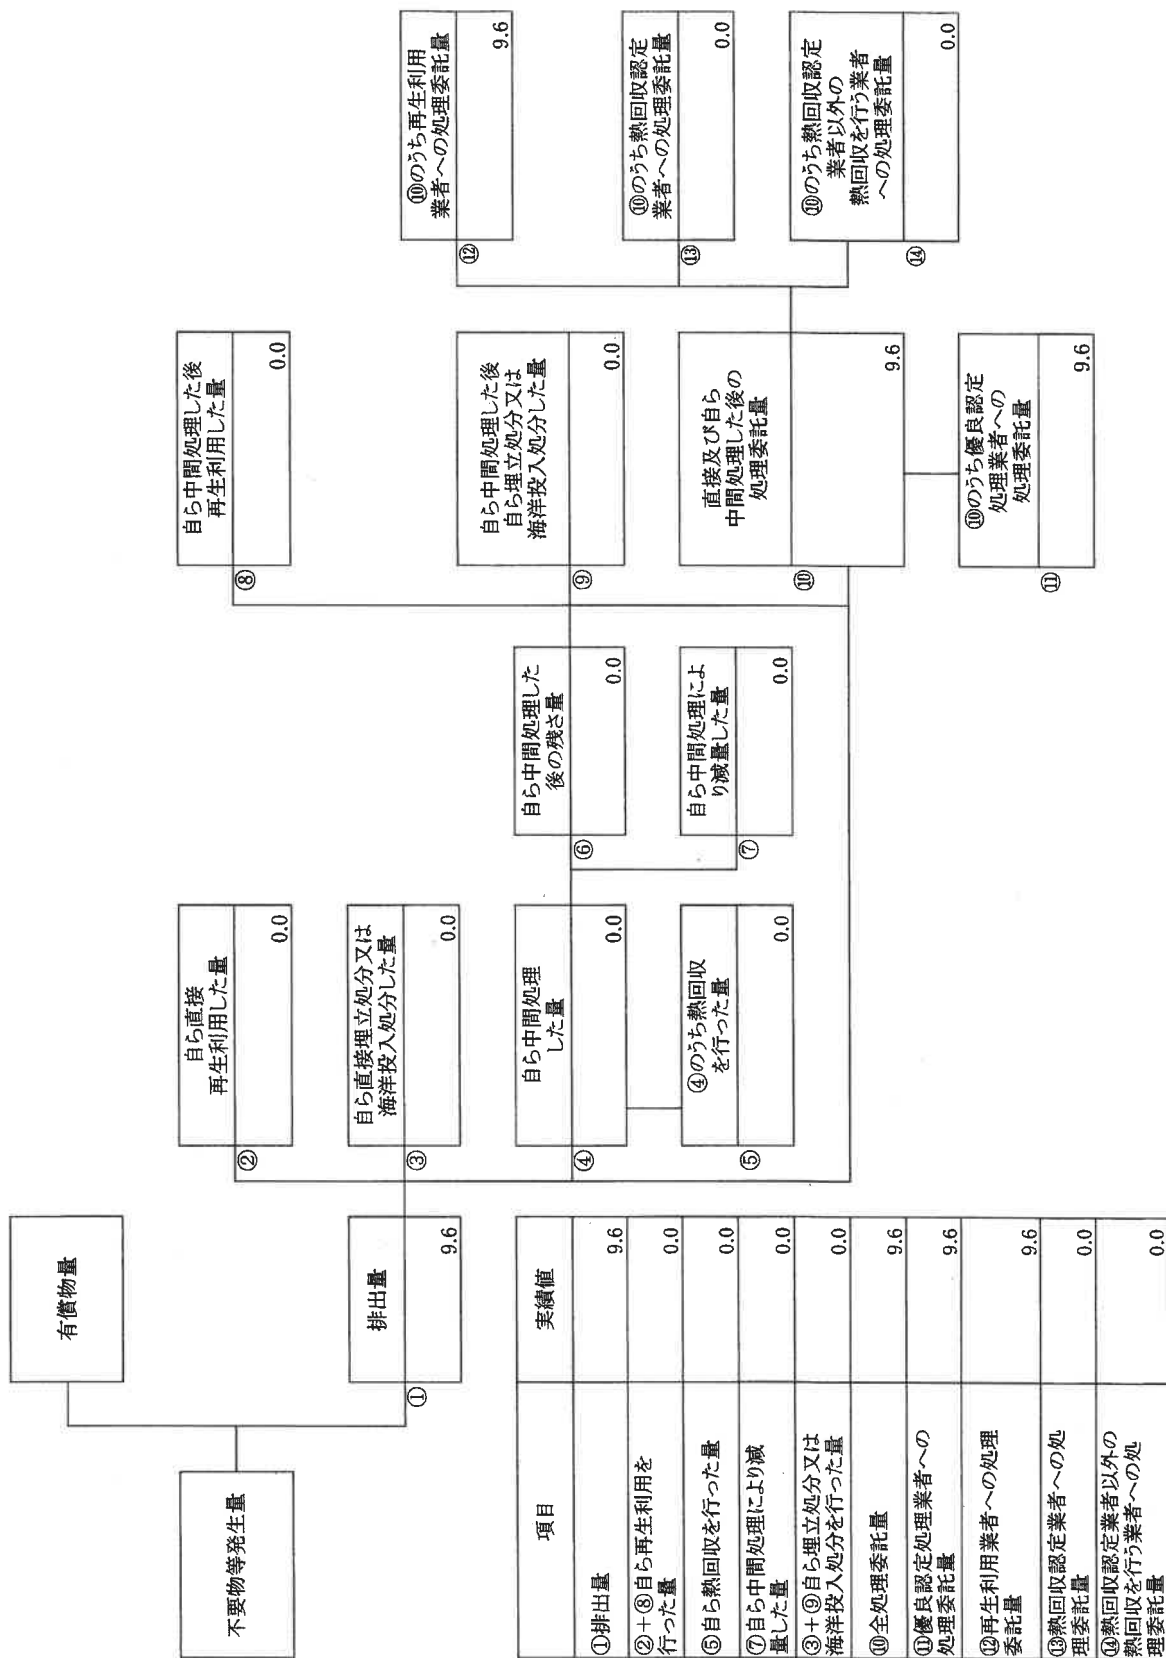 不要物等発生量
有償物量
排出量
①
9.6
自ら直接
再生利用した量
②
0.0
自ら直接埋立処分又は
海洋投入処分した量
③
0.0
自ら中間処理
した量
④
0.0
④のうち熱回収
を行った量
⑤
0.0
自ら中間処理した
後の残さ量
⑥
0.0
自ら中間処理によ
り減量した量
⑦
0.0
自ら中間処理した後
再生利用した量
⑧
0.0
自ら中間処理した後
自ら埋立処分又は
海洋投入処分した量
⑨
0.0
直接及び自ら
中間処理した後の
処理委託量
⑩
9.6
⑩のうち優良認定
処理業者への
処理委託量
⑪
9.6
⑩のうち再生利用
業者への処理委託量
⑫
9.6
⑩のうち熱回収認定
業者への処理委託量
⑬
0.0
⑩のうち熱回収認定
業者以外の
熱回収を行う業者
への処理委託量
⑭
0.0
項目 実績値
①排出量 9.6
②+⑧自ら再生利用を
行った量 0.0
⑤自ら熱回収を行った量 0.0
⑦自ら中間処理により減
量した量 0.0
③+⑨自ら埋立処分又は
海洋投入処分を行った量 0.0
⑩全処理委託量 9.6
⑪優良認定処理業者への
処理委託量 9.6
⑫再生利用業者への処理
委託量 9.6
⑬熱回収認定業者への処
理委託量 0.0
⑭熱回収認定業者以外の
熱回収を行う業者への処
理委託量 0.0